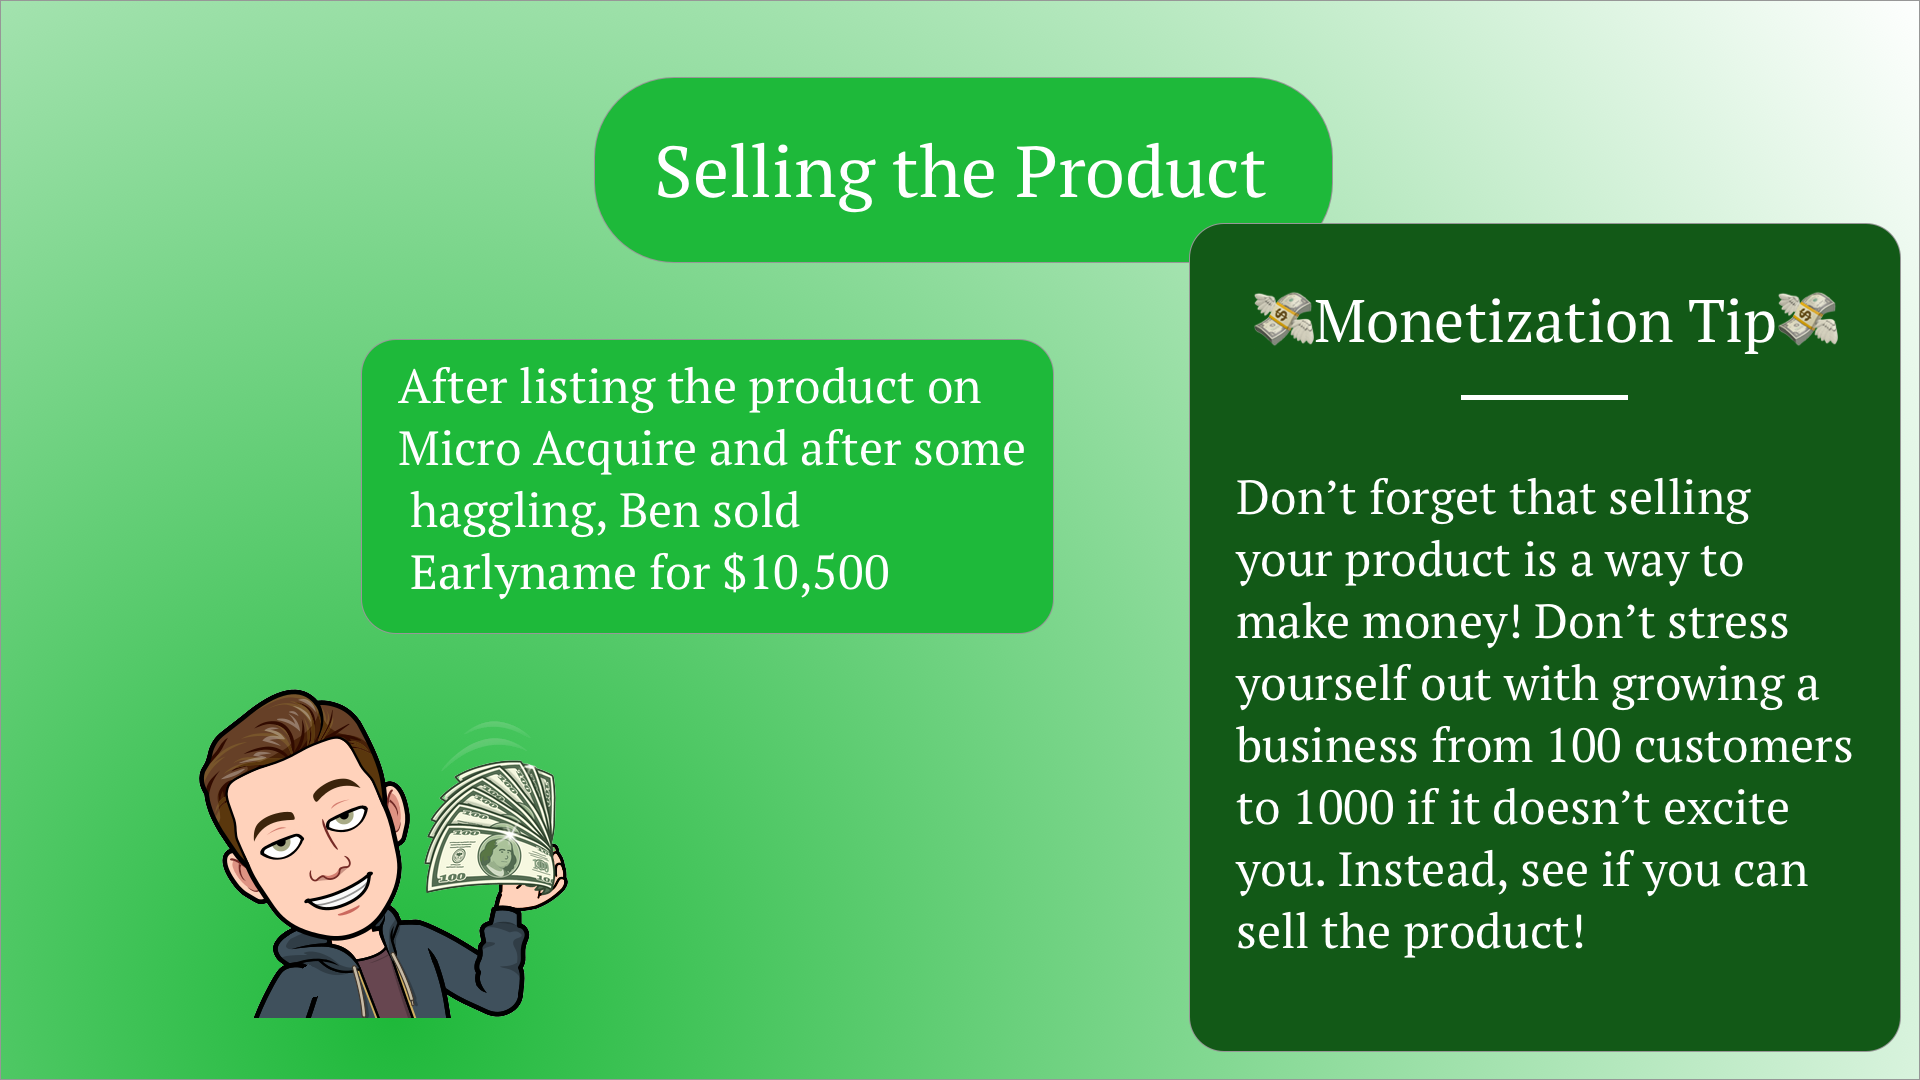 Selling the Product
After listing the product on
Micro Acquire and after some
haggling, Ben sold
Earlyname for $10,500
💸Monetization Tip💸
Don’t forget that selling
your product is a way to
make money! Don’t stress
yourself out with growing a
business from 100 customers
to 1000 if it doesn’t excite
you. Instead, see if you can
sell the product!
100
100
100